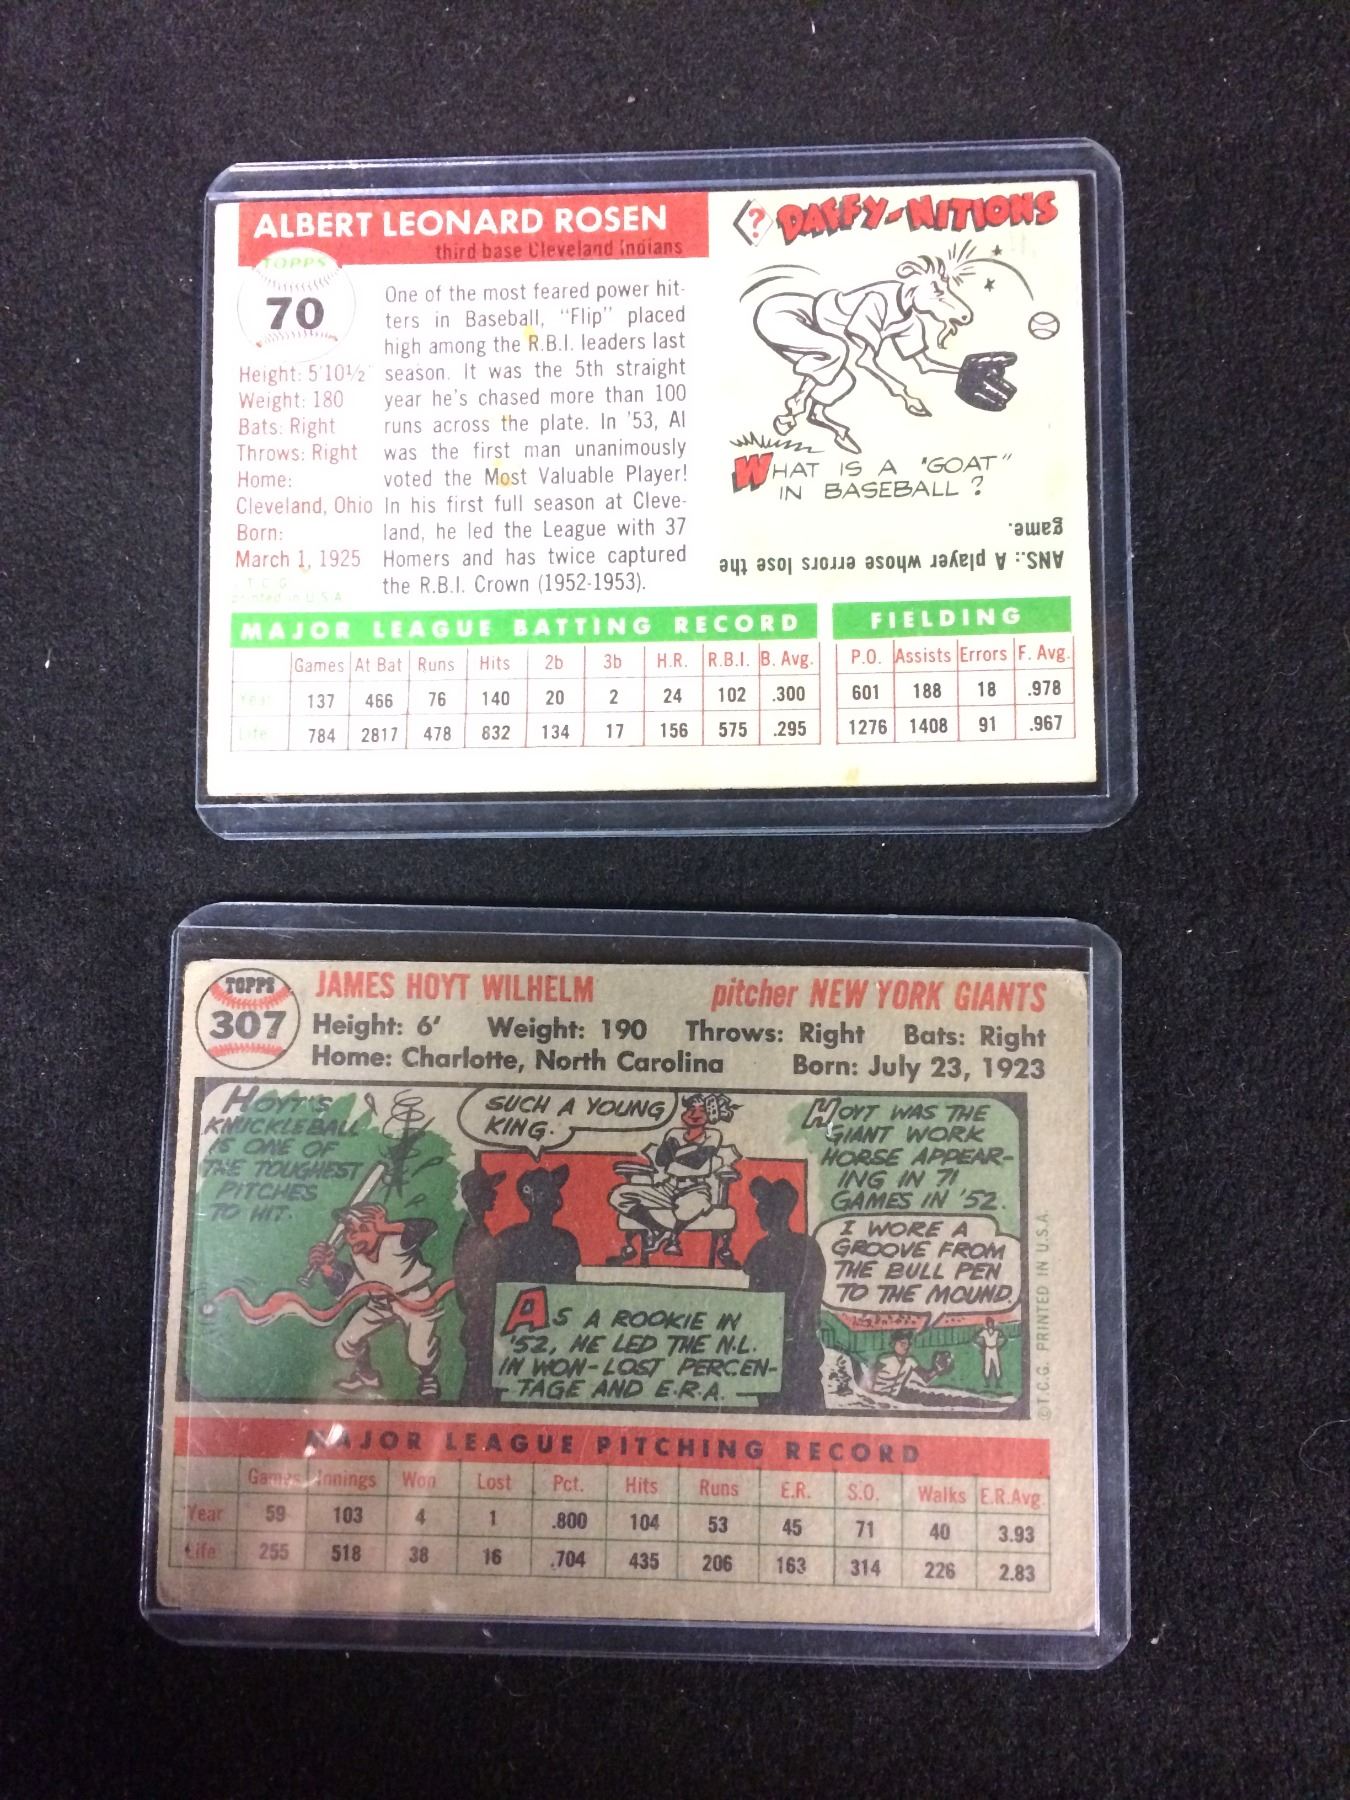 ALBERT LEONARD ROSEN
third base Cleveland Indians
TOPPS
70
Height: 5'10½"
Weight: 180
Bats: Right
Throws: Right
Home:
Cleveland, Ohio
Born:
March 1, 1925
T.C.G.
printed in U.S.A.
One of the most feared power hit-
ters in Baseball, "Flip" placed
high among the R.B.I. leaders last
season. It was the 5th straight
year he's chased more than 100
runs across the plate. In '53, Al
was the first man unanimously
voted the Most Valuable Player!
In his first full season at Cleve-
land, he led the League with 37
Homers and has twice captured
the R.B.I. Crown (1952-1953).
? DAFFY-NITIONS
WHAT IS A "GOAT"
IN BASEBALL?
ANS.: A player whose errors lose the
game.
MAJOR LEAGUE BATTING RECORD FIELDING
Games At Bat Runs Hits 2b 3b H.R. R.B.I. B. Avg. P.O. Assists Errors F. Avg.
Year 137 466 76 140 20 2 24 102 .300 601 188 18 .978
Life 784 2817 478 832 134 17 156 575 .295 1276 1408 91 .967
TOPPS
307
JAMES HOYT WILHELM pitcher NEW YORK GIANTS
Height: 6' Weight: 190 Throws: Right Bats: Right
Home: Charlotte, North Carolina Born: July 23, 1923
HOYT'S
KNUCKLEBALL
IS ONE OF
THE TOUGHEST
PITCHES
TO HIT.
SUCH A YOUNG
KING.
AS A ROOKIE IN
'52, HE LED THE N.L.
IN WON-LOST PERCEN-
TAGE AND E.R.A.
HOYT WAS THE
GIANT WORK
HORSE APPEAR-
ING IN 71
GAMES IN '52.
I WORE A
GROOVE FROM
THE BULL PEN
TO THE MOUND.
©T.C.G. PRINTED IN U.S.A.
MAJOR LEAGUE PITCHING RECORD
Games Innings Won Lost Pct. Hits Runs E.R. S.O. Walks E.R.Avg.
Year 59 103 4 1 .800 104 53 45 71 40 3.93
Life 255 518 38 16 .704 435 206 163 314 226 2.83